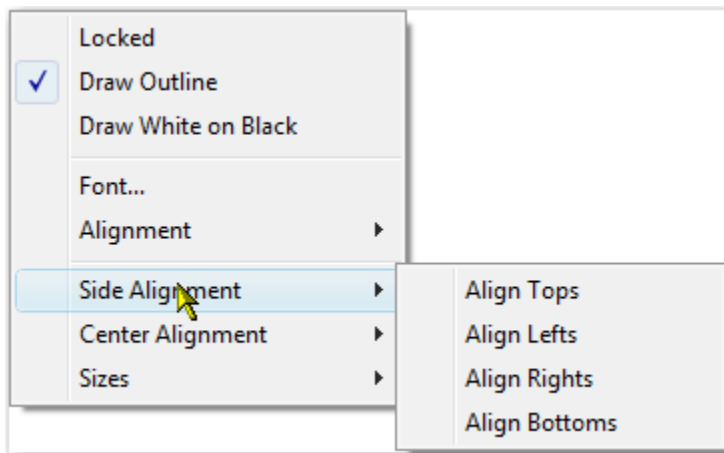 Locked
Draw Outline
Draw White on Black
Font...
Alignment
Side Alignment
Center Alignment
Sizes
Align Tops
Align Lefts
Align Rights
Align Bottoms